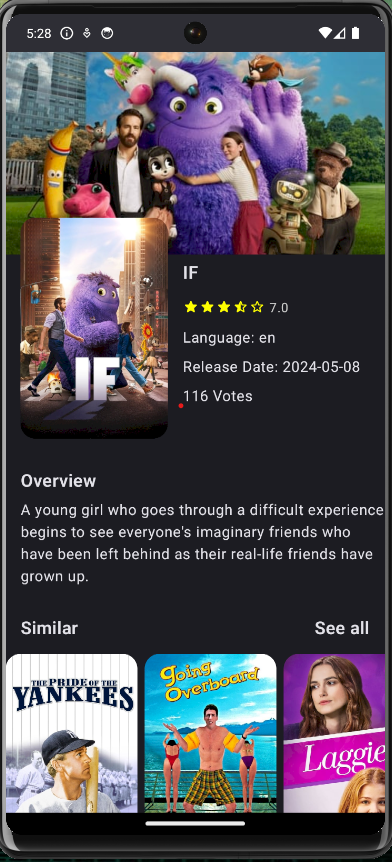 5:28
IF
7.0
Language: en
Release Date: 2024-05-08
116 Votes
IF
Overview
A young girl who goes through a difficult experience
begins to see everyone's imaginary friends who
have been left behind as their real-life friends have
grown up.
Similar
See all
THE PRIDE OF THE
YANKEES
Going
Overboard
Laggie